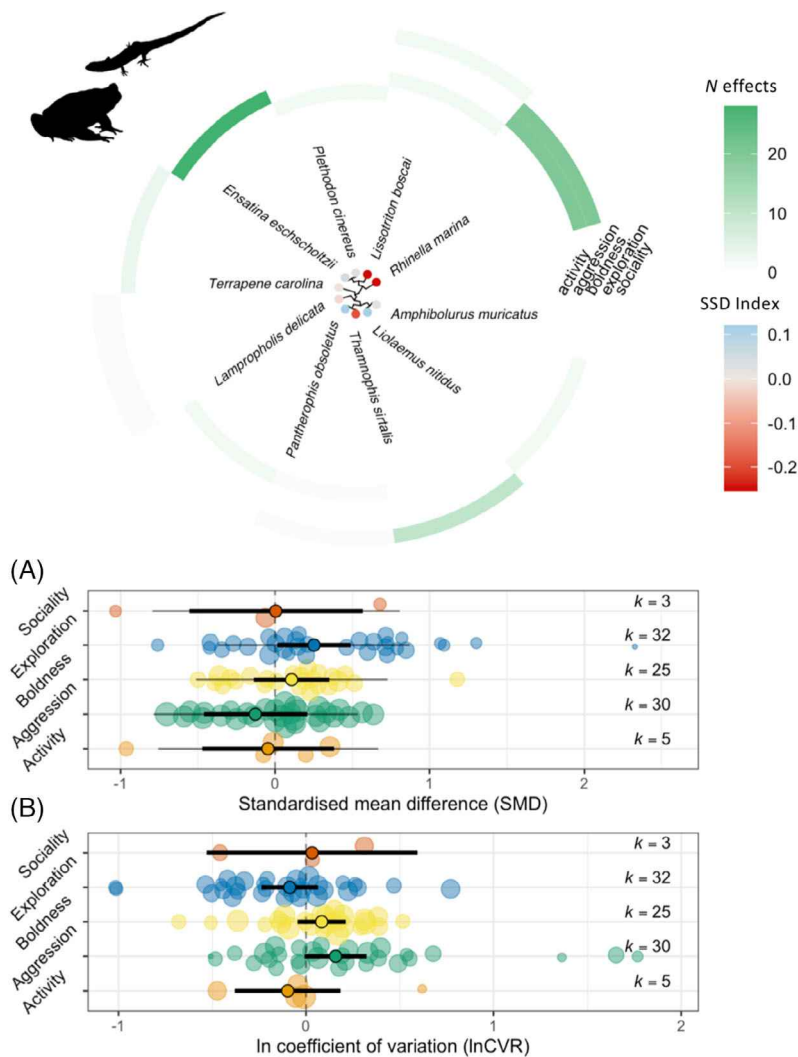 N effects
20
10
0
activity
aggression
boldness
exploration
sociality
SSD Index
0.1
0.0
-0.1
-0.2
Plethodon cinereus
Lissotriton boscai
Ensatina eschscholtzii
Rhinella marina
Terrapene carolina
Amphibolurus muricatus
Lampropholis delicata
Liolaemus nitidus
Pantherophis obsoletus
Thamnophis sirtalis
(A)
Sociality
k = 3
Exploration
k = 32
Boldness
k = 25
Aggression
k = 30
Activity
k = 5
-1 0 1 2
Standardised mean difference (SMD)
(B)
Sociality
k = 3
Exploration
k = 32
Boldness
k = 25
Aggression
k = 30
Activity
k = 5
-1 0 1 2
ln coefficient of variation (lnCVR)